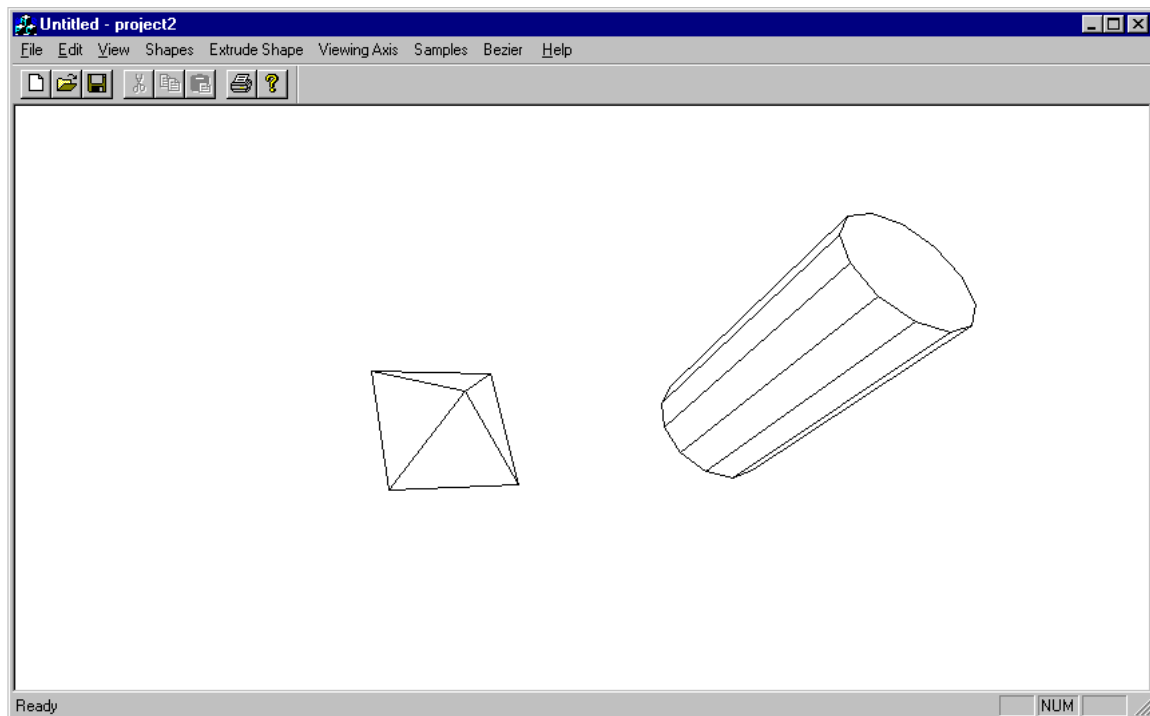 Untitled - project2
File Edit View Shapes Extrude Shape Viewing Axis Samples Bezier Help
Ready NUM